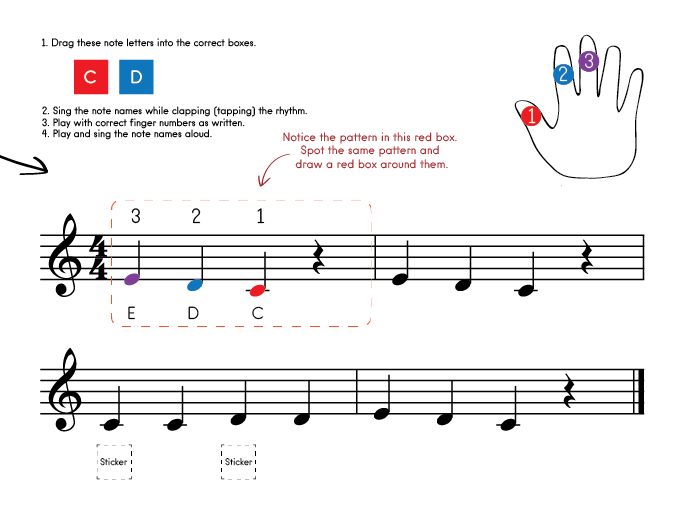 1. Drag these note letters into the correct boxes.
C D
2. Sing the note names while clapping (tapping) the rhythm.
3. Play with correct finger numbers as written.
4. Play and sing the note names aloud.
1 2 3
Notice the pattern in this red box.
Spot the same pattern and
draw a red box around them.
3 2 1
4
4
E D C
Sticker Sticker